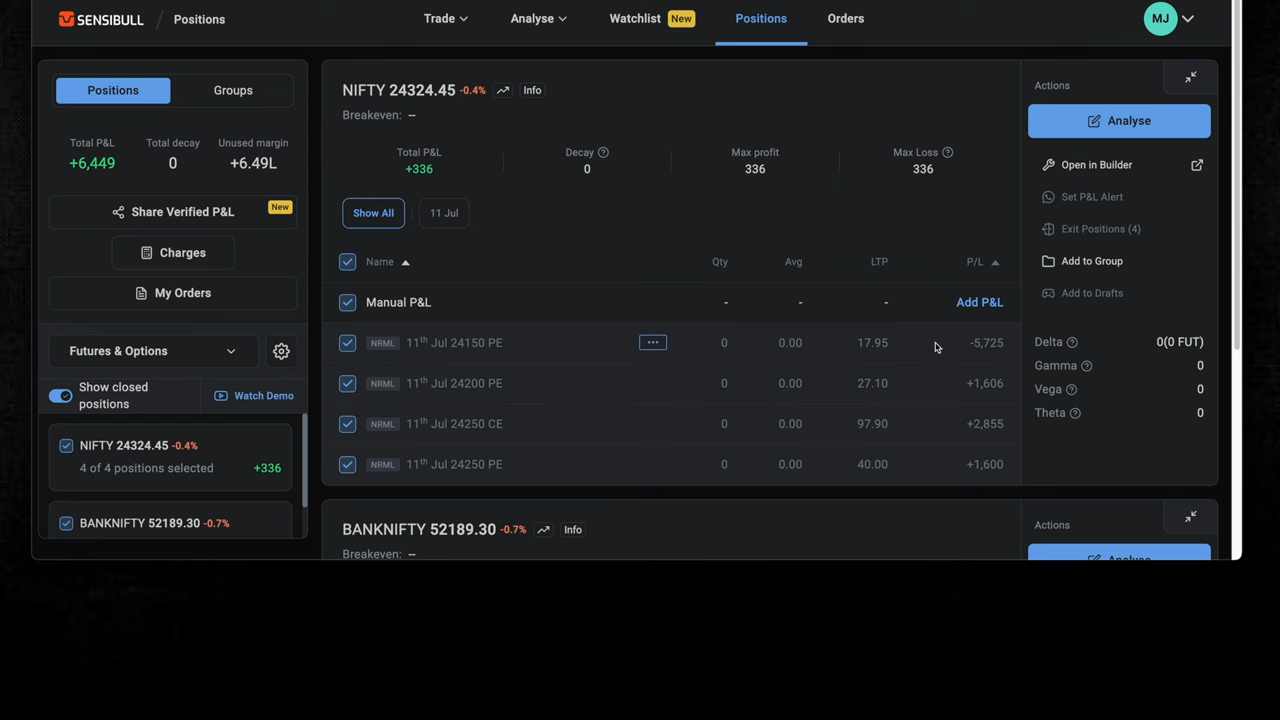 SENSIBULL / Positions
Trade
Analyse
Watchlist New
Positions
Orders
MJ
Positions
Groups
Total P&L
Total decay
Unused margin
+6,449
0
+6.49L
Share Verified P&L
New
Charges
My Orders
Futures & Options
Show closed
positions
Watch Demo
NIFTY 24324.45 -0.4%
4 of 4 positions selected
+336
BANKNIFTY 52189.30 -0.7%
NIFTY 24324.45 -0.4% Info
Breakeven: --
Total P&L
Decay
Max profit
Max Loss
+336
0
336
336
Show All
11 Jul
Name
Qty
Avg
LTP
P/L
Manual P&L - - - Add P&L
NRML 11th Jul 24150 PE ... 0 0.00 17.95 -5,725
NRML 11th Jul 24200 PE 0 0.00 27.10 +1,606
NRML 11th Jul 24250 CE 0 0.00 97.90 +2,855
NRML 11th Jul 24250 PE 0 0.00 40.00 +1,600
Actions
Analyse
Open in Builder
Set P&L Alert
Exit Positions (4)
Add to Group
Add to Drafts
Delta 0(0 FUT)
Gamma 0
Vega 0
Theta 0
BANKNIFTY 52189.30 -0.7% Info
Breakeven: --
Actions
Analyse